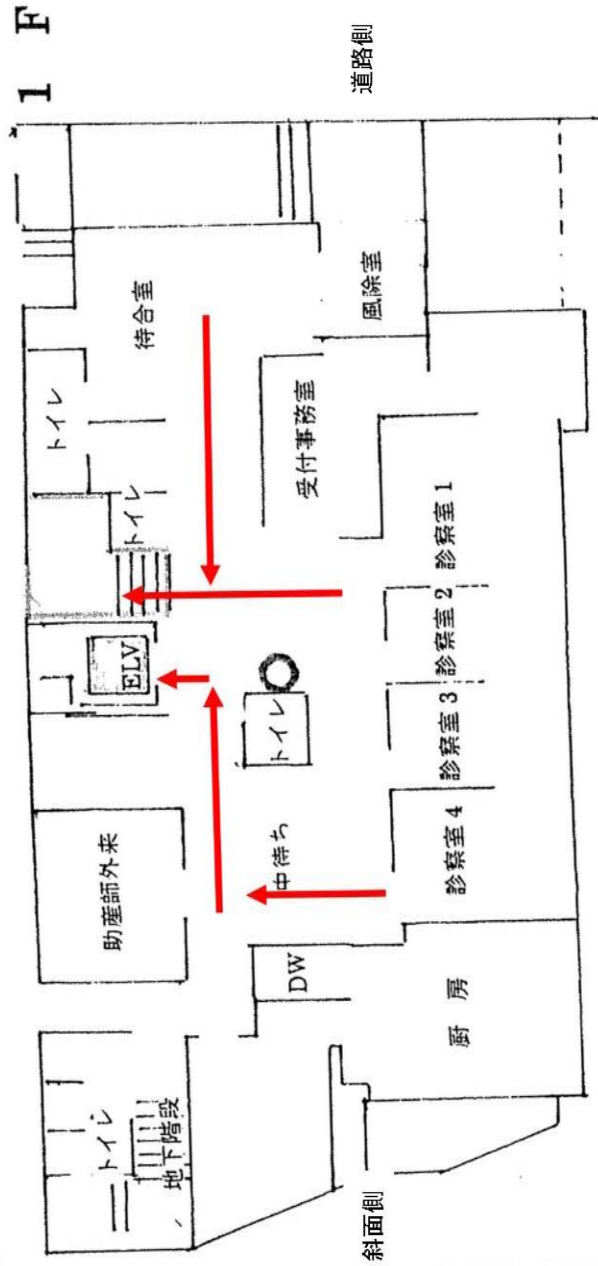 1 F
トイレ
トイレ
助産師外来
ELV
トイレ
待合室
地下階段
中待ち
トイレ
DW
受付事務室
道路側
風除室
斜面側
厨房
診察室4
診察室3
診察室2
診察室1